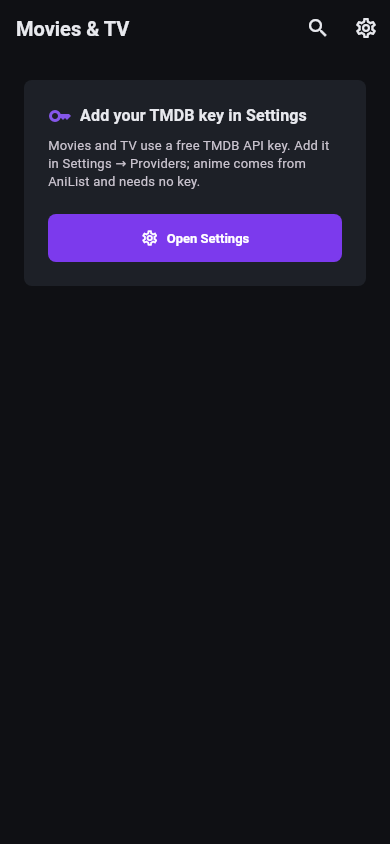 Movies & TV
Add your TMDB key in Settings
Movies and TV use a free TMDB API key. Add it
in Settings → Providers; anime comes from
AniList and needs no key.
Open Settings